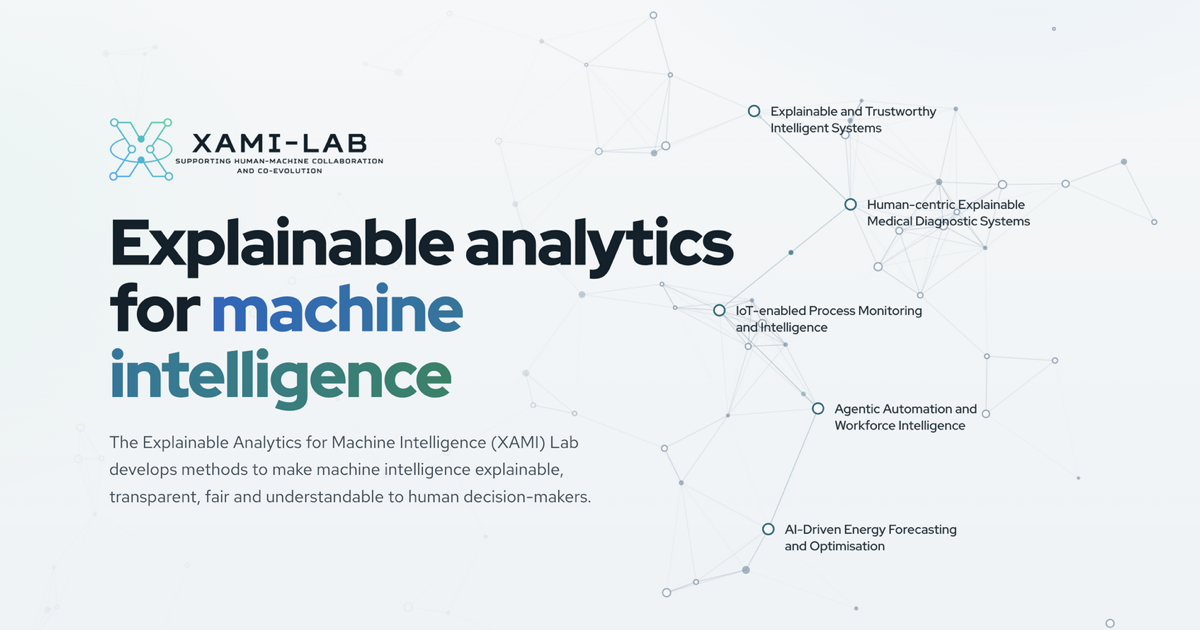 XAMI-LAB
SUPPORTING HUMAN-MACHINE COLLABORATION
AND CO-EVOLUTION
Explainable analytics
for machine
intelligence
The Explainable Analytics for Machine Intelligence (XAMI) Lab
develops methods to make machine intelligence explainable,
transparent, fair and understandable to human decision-makers.
Explainable and Trustworthy
Intelligent Systems
Human-centric Explainable
Medical Diagnostic Systems
IoT-enabled Process Monitoring
and Intelligence
Agentic Automation and
Workforce Intelligence
AI-Driven Energy Forecasting
and Optimisation